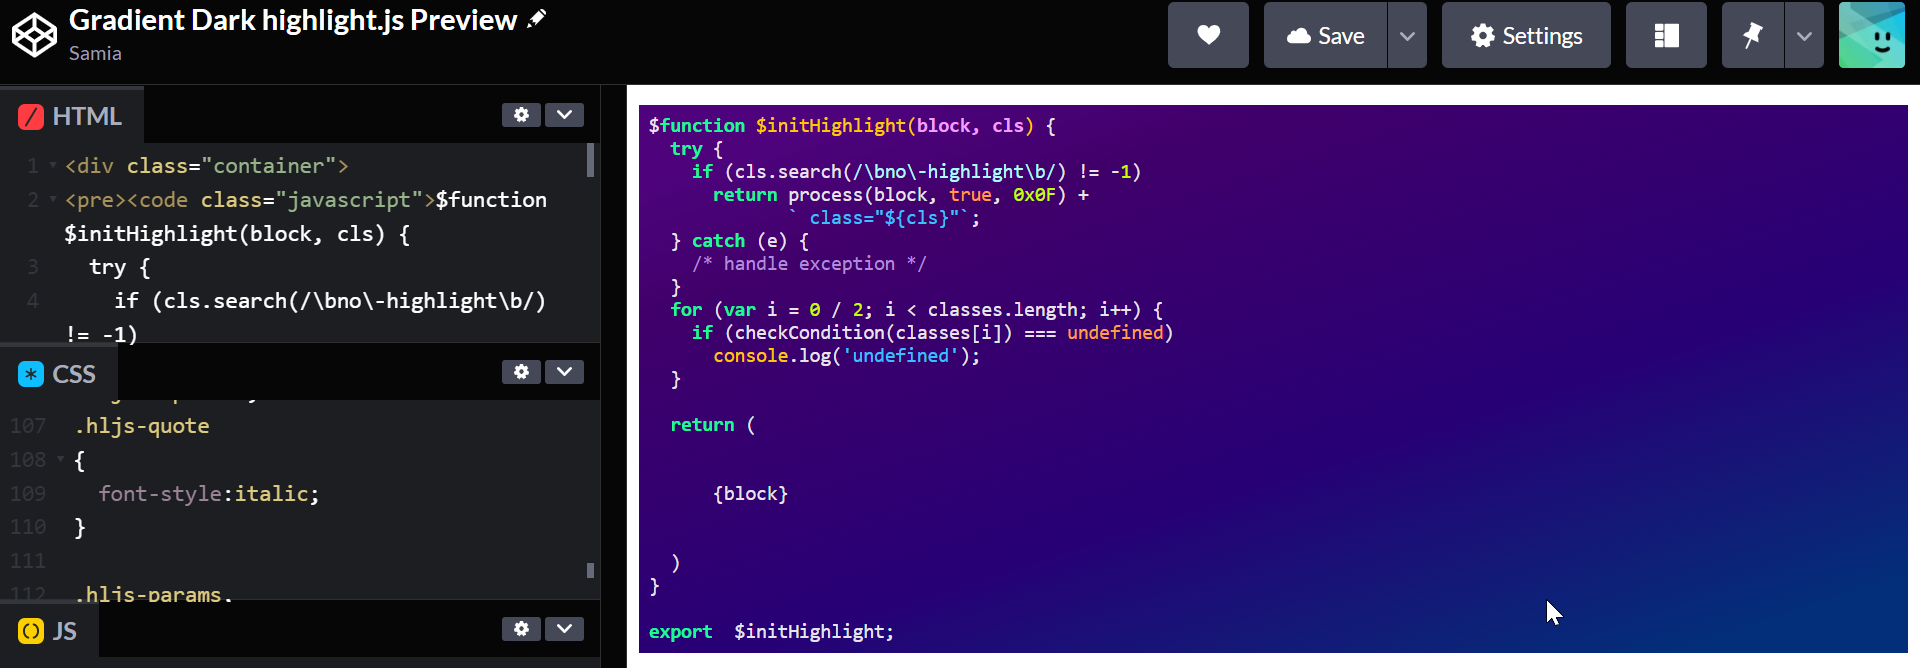 Gradient Dark highlight.js Preview
Samia
Save
Settings
HTML
1 <div class="container">
2 <pre><code class="javascript">$function
$initHighlight(block, cls) {
3 try {
4 if (cls.search(/\bno\-highlight\b/)
!= -1)
CSS
107 .hljs-quote
108 {
109 font-style:italic;
110 }
111
112 .hljs-params,
JS
$function $initHighlight(block, cls) {
try {
if (cls.search(/\bno\-highlight\b/) != -1)
return process(block, true, 0x0F) +
` class="${cls}"`;
} catch (e) {
/* handle exception */
}
for (var i = 0 / 2; i < classes.length; i++) {
if (checkCondition(classes[i]) === undefined)
console.log('undefined');
}
return (
{block}
)
}
export $initHighlight;